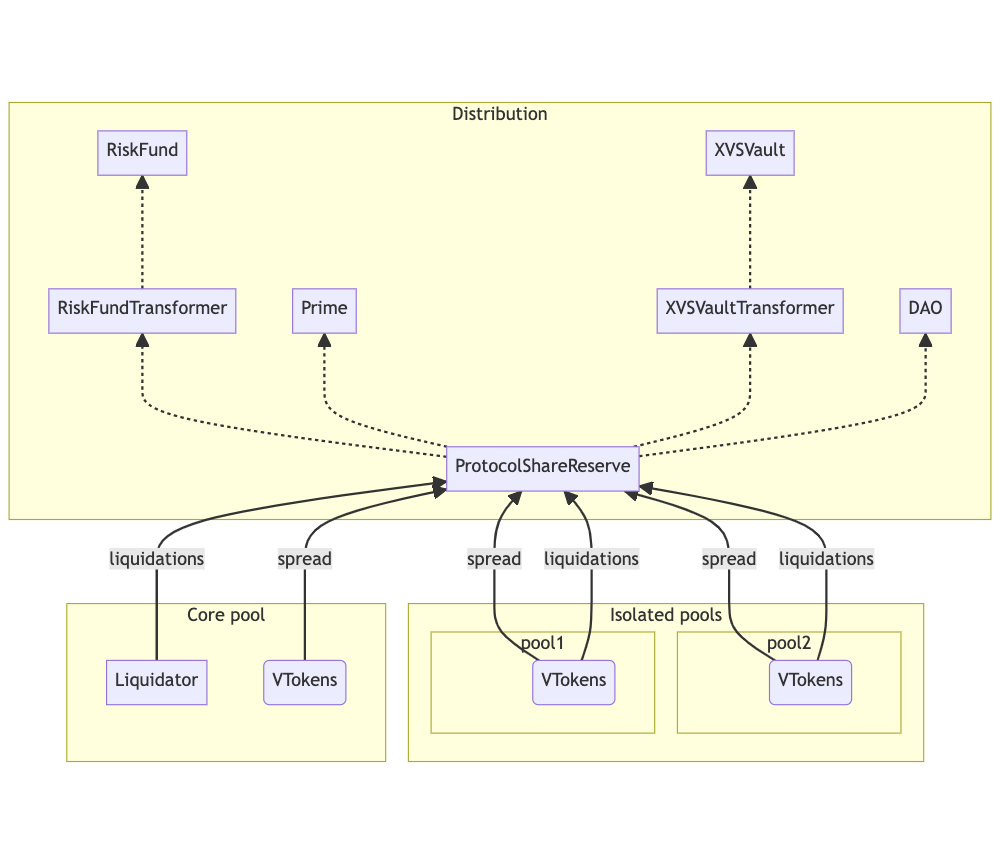 Distribution
RiskFund
XVSVault
RiskFundTransformer
Prime
XVSVaultTransformer
DAO
ProtocolShareReserve
liquidations
spread
spread
liquidations
spread
liquidations
Core pool
Isolated pools
pool1
pool2
Liquidator
VTokens
VTokens
VTokens